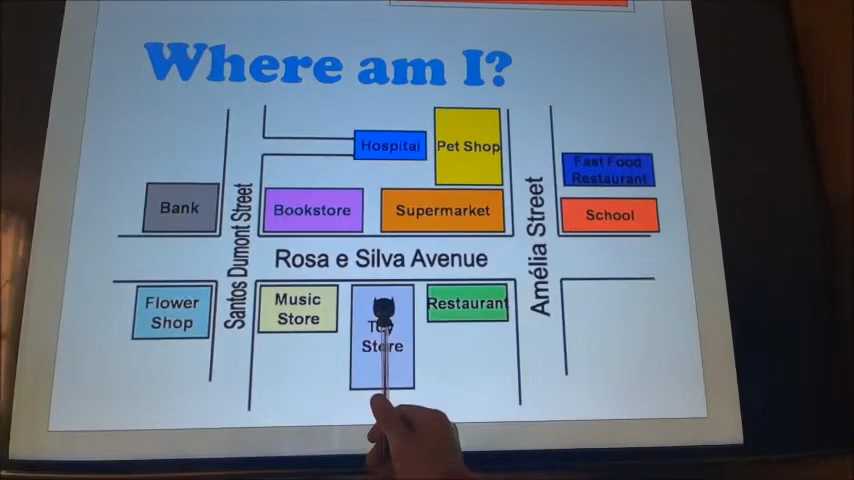 Where am I?
Hospital
Pet Shop
Fast Food
Restaurant
Bank
Bookstore
Supermarket
School
Santos Dumont Street
Rosa e Silva Avenue
Amélia Street
Flower
Shop
Music
Store
Toy
Store
Restaurant